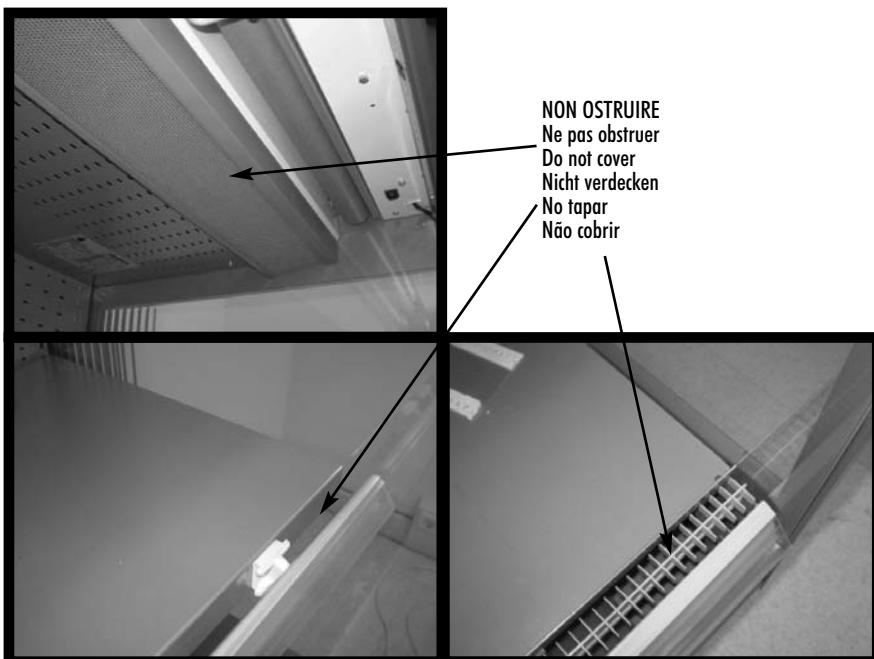 NON OSTRUIRE
Ne pas obstruer
Do not cover
Nicht verdecken
No tapar
Não cobrir